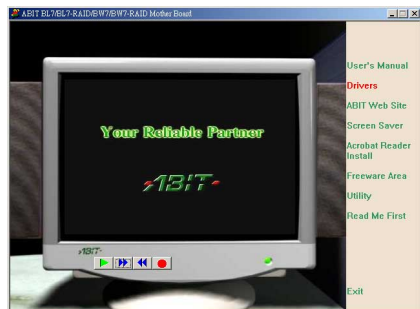 ABIT BL7/BL7-RAID/BW7/BW7-RAID Mother Board
User's Manual
Drivers
ABIT Web Site
Screen Saver
Acrobat Reader
Install
Freeware Area
Utility
Read Me First
Exit
Your Reliable Partner
ABIT
ABIT